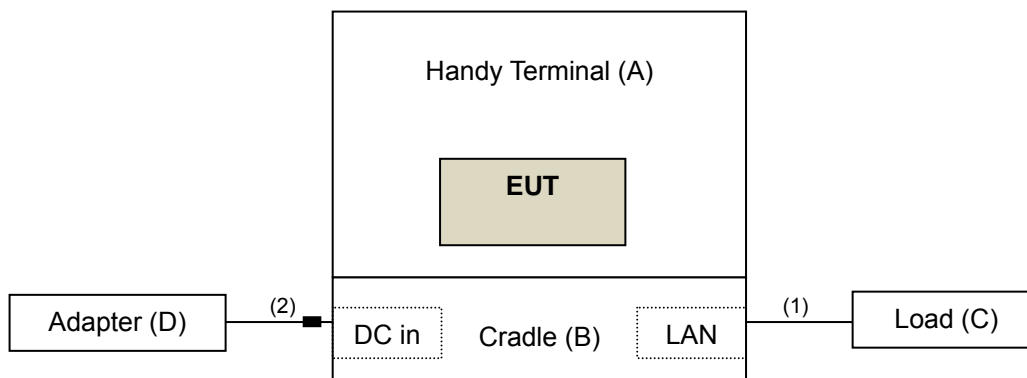 Handy Terminal (A)
EUT
Adapter (D)
(2)
DC in
Cradle (B)
LAN
(1)
Load (C)